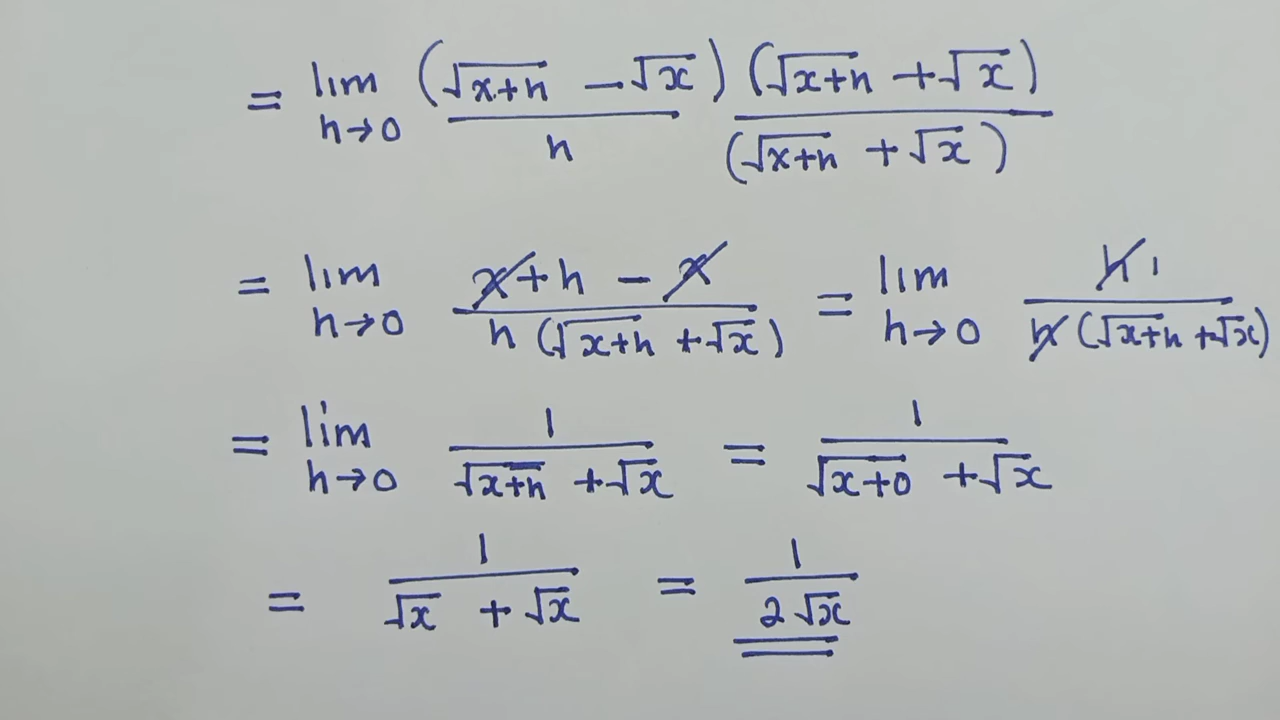 = lim h→0 (√(x+h) − √x)/h (√(x+h) + √x)/(√(x+h) + √x)
= lim h→0 (x + h − x)/(h (√(x+h) + √x)) = lim h→0 h 1/(h (√(x+h) + √x))
= lim h→0 1/(√(x+h) + √x) = 1/(√(x+0) + √x)
= 1/(√x + √x) = 1/(2√x)